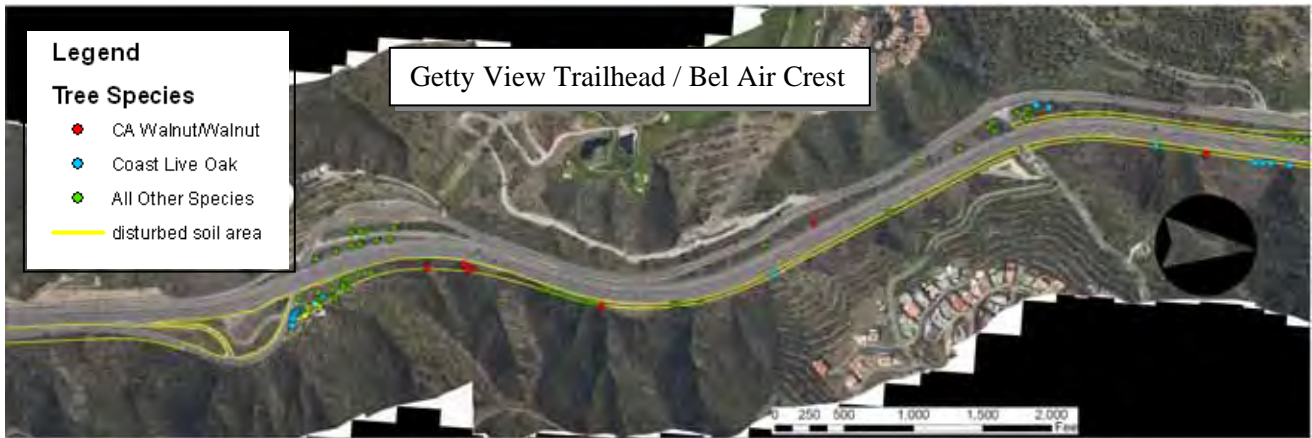 Legend
Tree Species
CA Walnut/Walnut
Coast Live Oak
All Other Species
disturbed soil area
Getty View Trailhead / Bel Air Crest
0 250 500 1,000 1,500 2,000
Fee